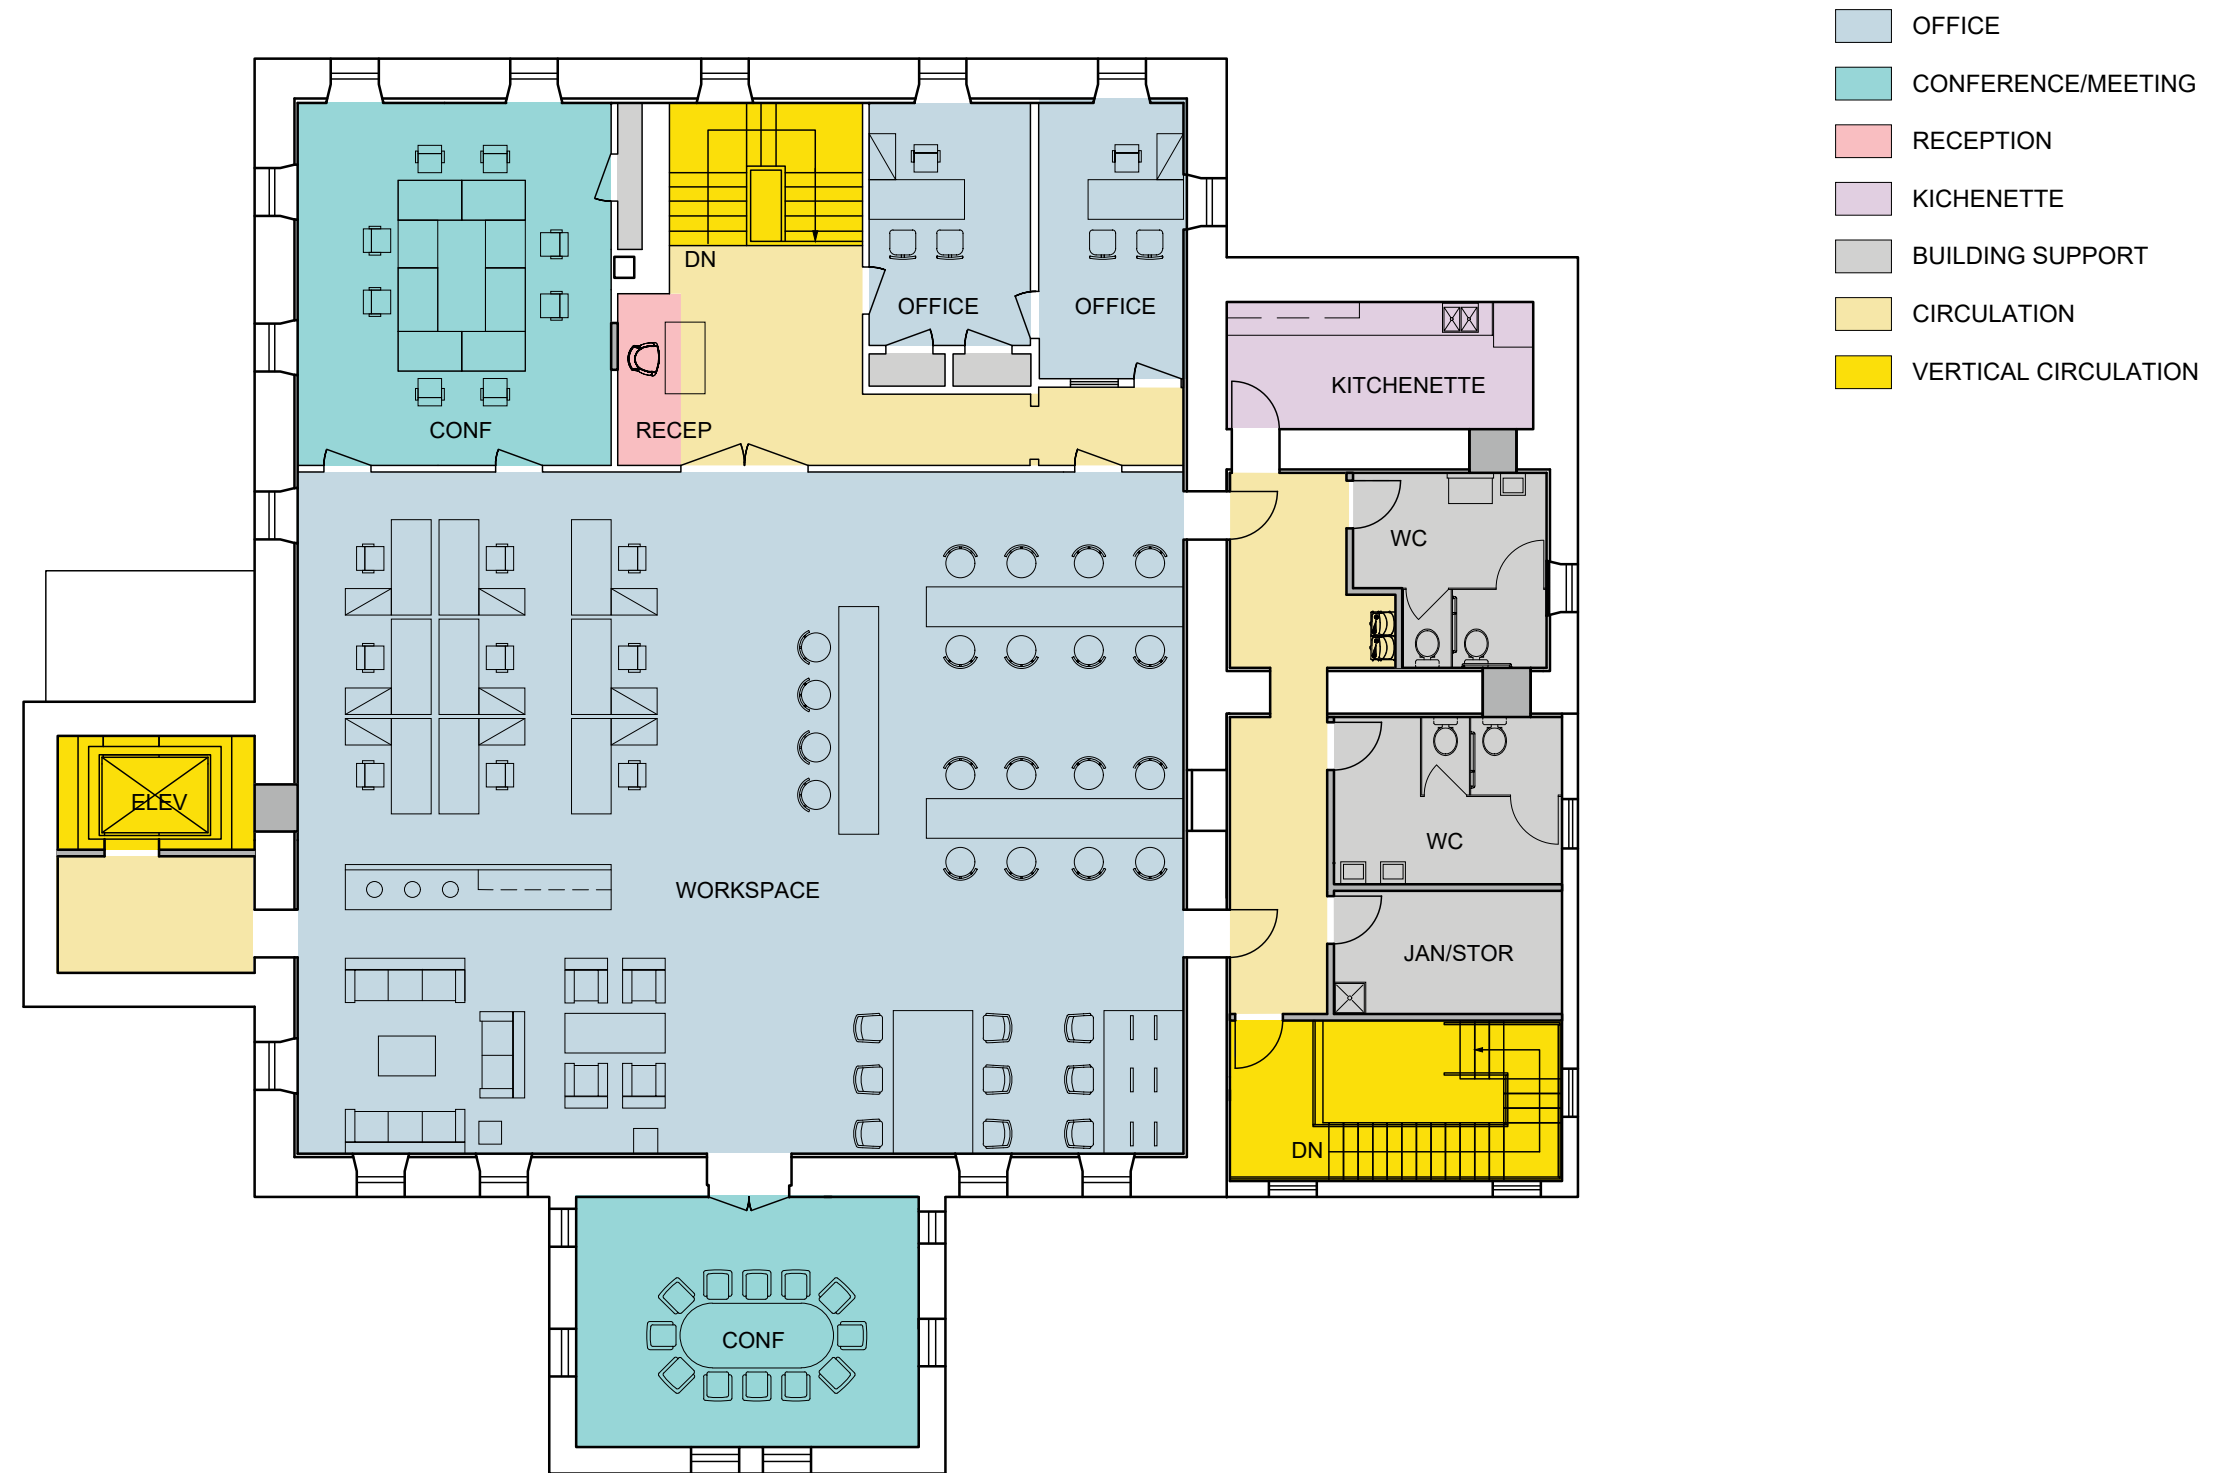 OFFICE
CONFERENCE/MEETING
RECEPTION
KICHENETTE
BUILDING SUPPORT
CIRCULATION
VERTICAL CIRCULATION
DN
OFFICE
OFFICE
KITCHENETTE
CONF
RECEP
WC
ELEV
WC
WORKSPACE
JAN/STOR
DN
CONF